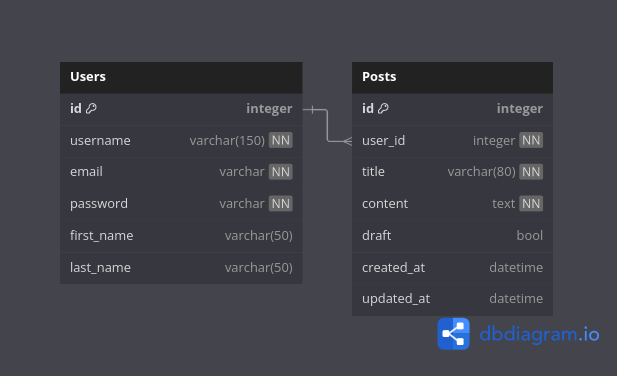 Users
id integer
username varchar(150) NN
email varchar NN
password varchar NN
first_name varchar(50)
last_name varchar(50)
Posts
id integer
user_id integer NN
title varchar(80) NN
content text NN
draft bool
created_at datetime
updated_at datetime
dbdiagram.io